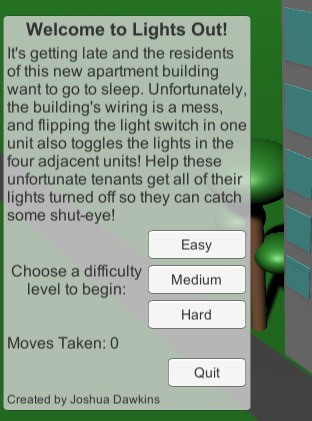 Welcome to Lights Out!
It's getting late and the residents
of this new apartment building
want to go to sleep. Unfortunately,
the building's wiring is a mess,
and flipping the light switch in one
unit also toggles the lights in the
four adjacent units! Help these
unfortunate tenants get all of their
lights turned off so they can catch
some shut-eye!
Easy
Choose a difficulty
level to begin:
Medium
Hard
Moves Taken: 0
Quit
Created by Joshua Dawkins